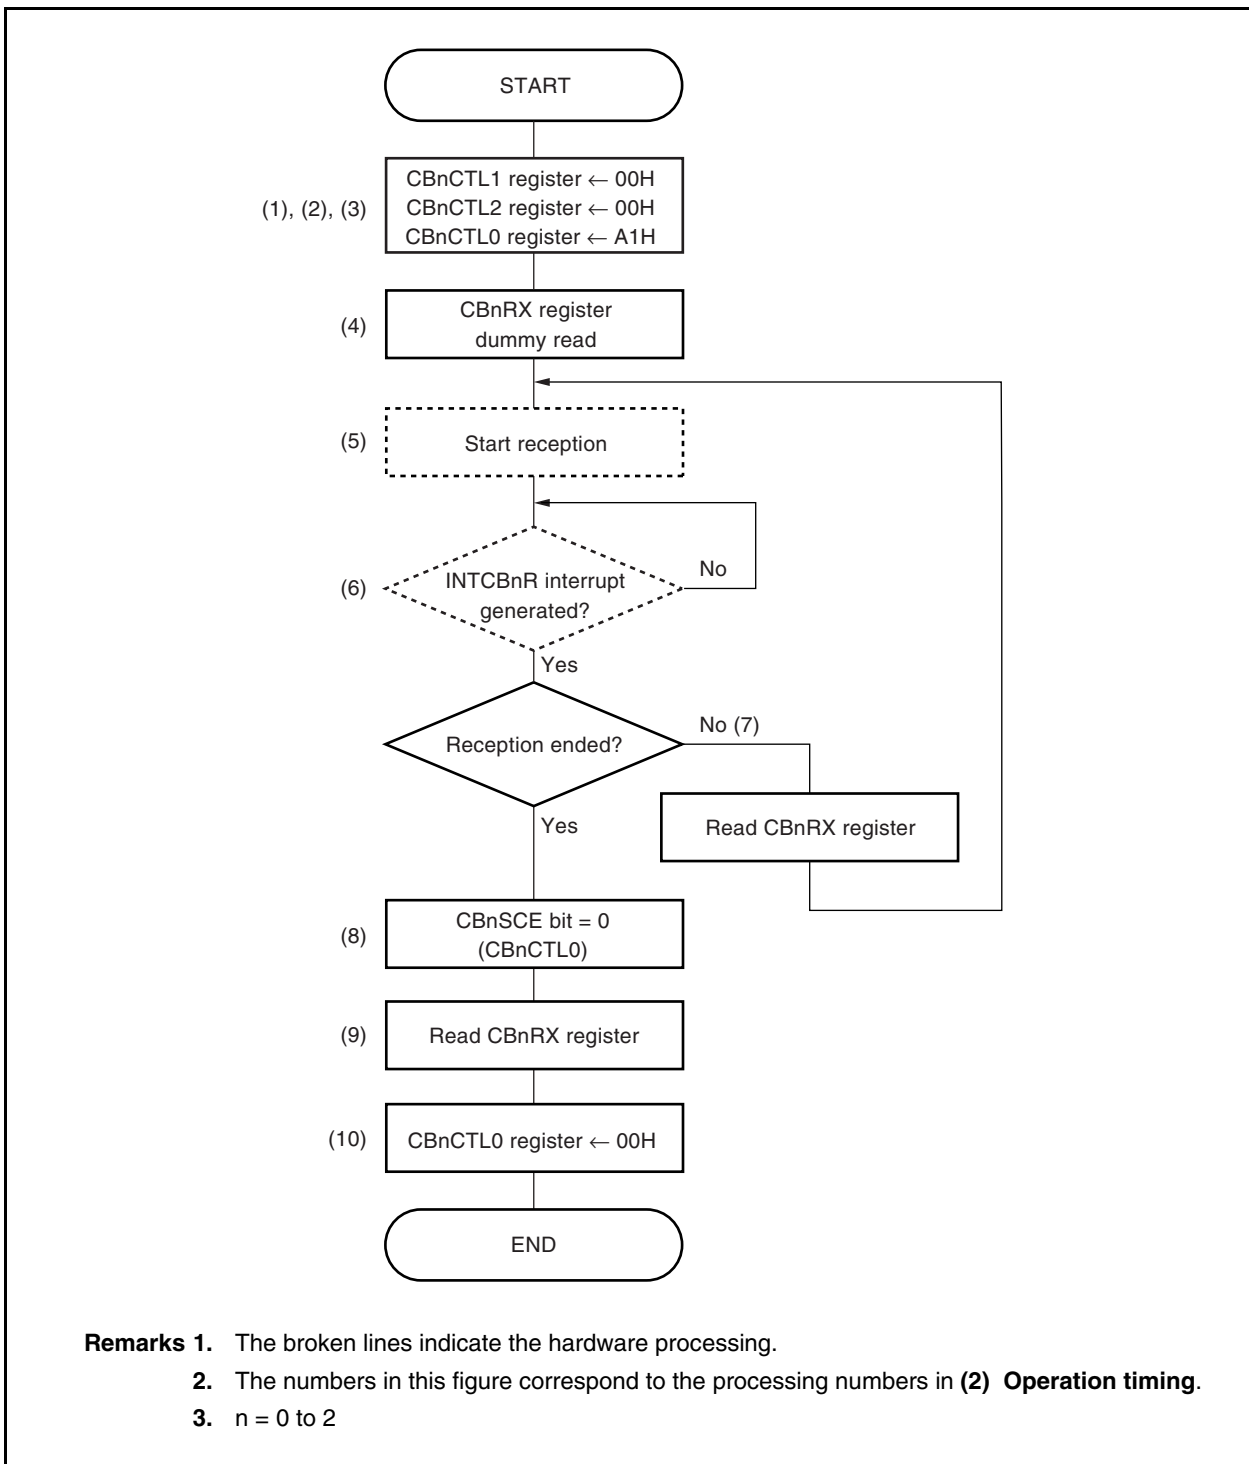 START
(1), (2), (3)
CBnCTL1 register ← 00H
CBnCTL2 register ← 00H
CBnCTL0 register ← A1H
(4)
CBnRX register
dummy read
(5)
Start reception
(6)
INTCBnR interrupt
generated?
No
Yes
Reception ended?
No (7)
Read CBnRX register
Yes
(8)
CBnSCE bit = 0
(CBnCTL0)
(9)
Read CBnRX register
(10)
CBnCTL0 register ← 00H
END
Remarks 1. The broken lines indicate the hardware processing.
2. The numbers in this figure correspond to the processing numbers in (2) Operation timing.
3. n = 0 to 2